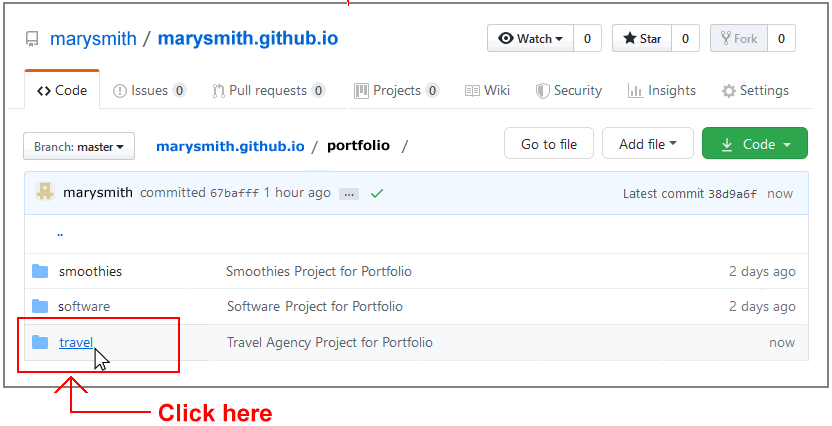 marysmith / marysmith.github.io Watch 0 Star 0 Fork 0
Code Issues 0 Pull requests 0 Projects 0 Wiki Security Insights Settings
Branch: master marysmith.github.io / portfolio / Go to file Add file Code
marysmith committed 67bafff 1 hour ago ... Latest commit 38d9a6f now
..
smoothies Smoothies Project for Portfolio 2 days ago
software Software Project for Portfolio 2 days ago
travel Travel Agency Project for Portfolio now
Click here